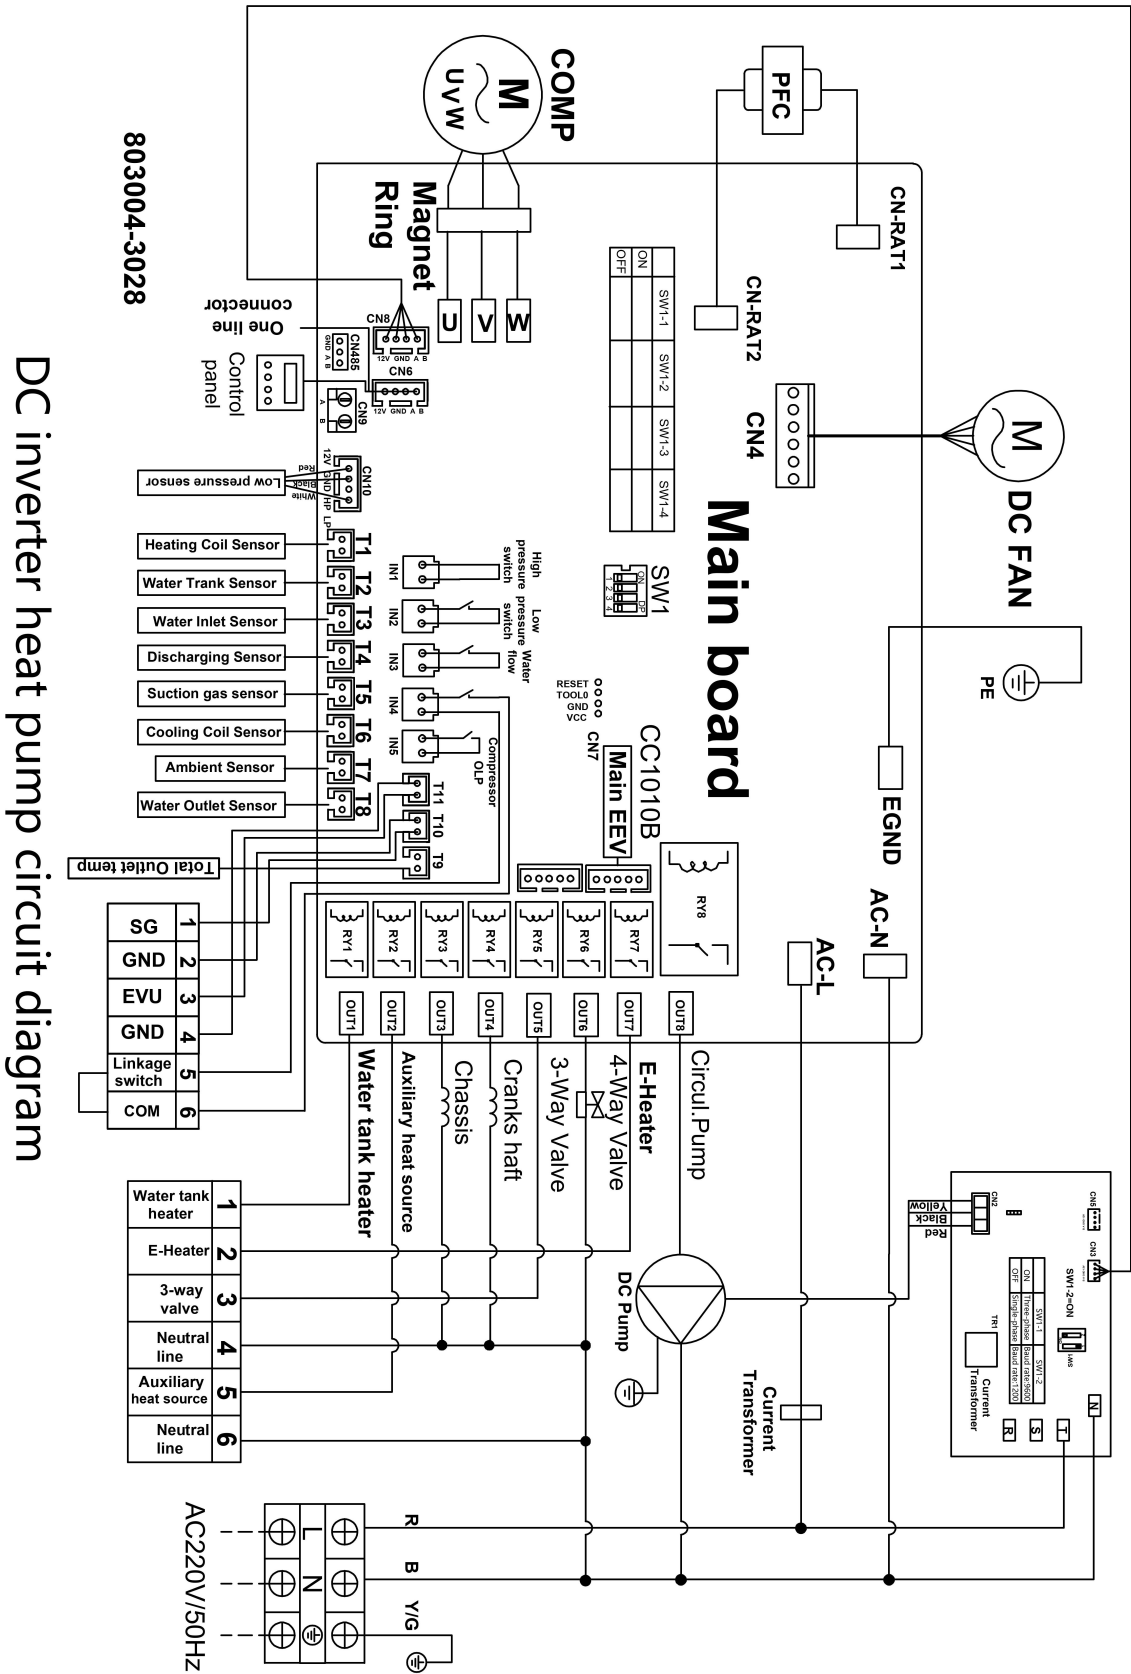 DC inverter heat pump circuit diagram
803004-3028
COMP
M
U V W
Magnet
Ring
U
V
W
PFC
CN-RAT1
CN-RAT2
SW1-1
SW1-2
SW1-3
SW1-4
ON
OFF
M
DC FAN
CN4
Main board
SW1
ON
DP
1 2 3 4
PE
EGND
AC-N
AC-L
RESET
TOOL0
GND
VCC
CN7
Main EEV
CC1010B
One line
connector
CN8
12V GND A B
CN485
GND A B
CN6
12V GND A B
Control
panel
CN9
A
B
CN10
12V
GND
HP
LP
Red
Black
White
Low pressure sensor
Heating Coil Sensor
T1
Water Trank Sensor
T2
Water Inlet Sensor
T3
Discharging Sensor
T4
Suction gas sensor
T5
Cooling Coil Sensor
T6
Ambient Sensor
T7
Water Outlet Sensor
T8
High
pressure
switch
IN1
Low
pressure
switch
IN2
Water
flow
IN3
IN4
Compressor
OLP
IN5
T11
T10
T9
Total Outlet temp
SG
1
GND
2
EVU
3
GND
4
Linkage
switch
5
COM
6
RY1
RY2
RY3
RY4
RY5
RY6
RY7
RY8
OUT1
OUT2
OUT3
OUT4
OUT5
OUT6
OUT7
OUT8
Water tank heater
Auxiliary heat source
Chassis
Cranks haft
3-Way Valve
4-Way Valve
E-Heater
Circul.Pump
DC Pump
Water tank
heater
1
E-Heater
2
3-way
valve
3
Neutral
line
4
Auxiliary
heat source
5
Neutral
line
6
Current
Transformer
CN2
Yellow
Black
Red
CN5
CN3
SW1-2=ON
SW1
SW1-1
SW1-2
ON
Three-phase
Baud rate:9600
OFF
Single-phase
Baud rate:1200
TR1
Current
Transformer
N
T
S
R
R
B
Y/G
L
N
AC220V/50Hz